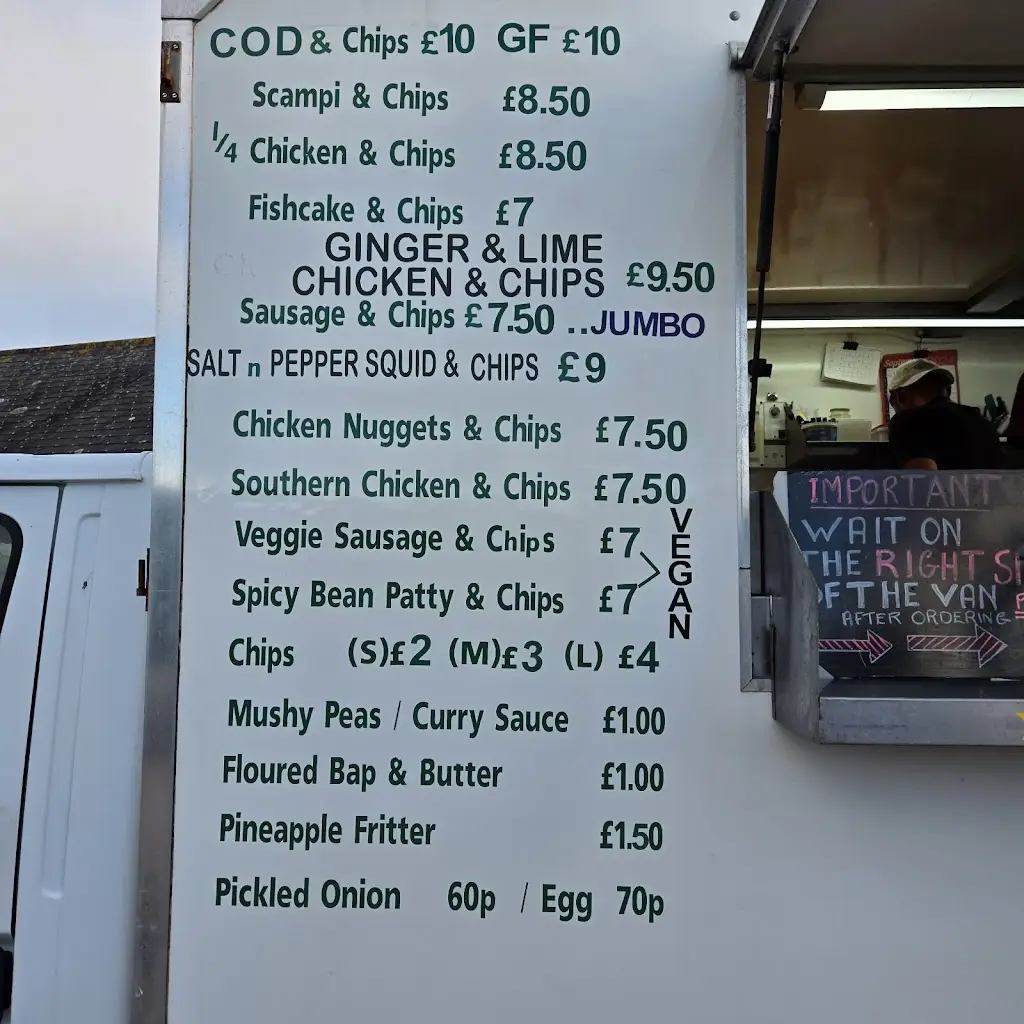 COD & Chips £10 GF £10
Scampi & Chips £8.50
1/4 Chicken & Chips £8.50
Fishcake & Chips £7
GINGER & LIME
CHICKEN & CHIPS £9.50
Sausage & Chips £7.50 ..JUMBO
SALT n PEPPER SQUID & CHIPS £9
Chicken Nuggets & Chips £7.50
Southern Chicken & Chips £7.50
Veggie Sausage & Chips £7
Spicy Bean Patty & Chips £7
VEGAN
Chips (S)£2 (M)£3 (L) £4
Mushy Peas / Curry Sauce £1.00
Floured Bap & Butter £1.00
Pineapple Fritter £1.50
Pickled Onion 60p / Egg 70p
IMPORTANT
WAIT ON
THE RIGHT
OF THE VAN
AFTER ORDERING